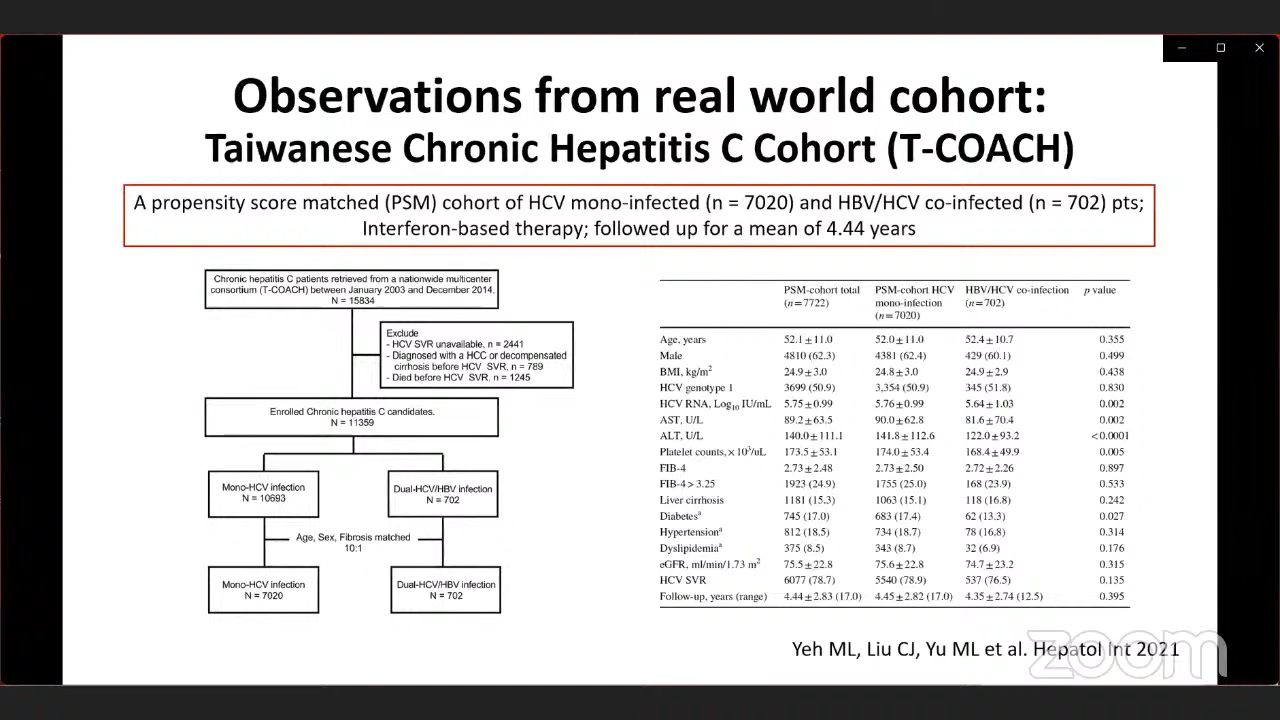 Observations from real world cohort:
Taiwanese Chronic Hepatitis C Cohort (T-COACH)
A propensity score matched (PSM) cohort of HCV mono-infected (n = 7020) and HBV/HCV co-infected (n = 702) pts;
Interferon-based therapy; followed up for a mean of 4.44 years
Chronic hepatitis C patients retrieved from a nationwide multicenter
consortium (T-COACH) between January 2003 and December 2014.
N = 15834
Exclude
- HCV SVR unavailable, n = 2441
- Diagnosed with a HCC or decompensated
cirrhosis before HCV SVR, n = 789
- Died before HCV SVR, n = 1245
Enrolled Chronic hepatitis C candidates.
N = 11359
Mono-HCV infection
N = 10693
Dual-HCV/HBV infection
N = 702
Age, Sex, Fibrosis matched
10:1
Mono-HCV infection
N = 7020
Dual-HCV/HBV infection
N = 702
PSM-cohort total (n=7722) PSM-cohort HCV mono-infection (n=7020) HBV/HCV co-infection (n=702) p value
Age, years 52.1±11.0 52.0±11.0 52.4±10.7 0.355
Male 4810 (62.3) 4381 (62.4) 429 (60.1) 0.499
BMI, kg/m² 24.9±3.0 24.8±3.0 24.9±2.9 0.438
HCV genotype 1 3699 (50.9) 3,354 (50.9) 345 (51.8) 0.830
HCV RNA, Log₁₀ IU/mL 5.75±0.99 5.76±0.99 5.64±1.03 0.002
AST, U/L 89.2±63.5 90.0±62.8 81.6±70.4 0.002
ALT, U/L 140.0±111.1 141.8±112.6 122.0±93.2 <0.0001
Platelet counts, ×10³/uL 173.5±53.1 174.0±53.4 168.4±49.9 0.005
FIB-4 2.73±2.48 2.73±2.50 2.72±2.26 0.897
FIB-4>3.25 1923 (24.9) 1755 (25.0) 168 (23.9) 0.533
Liver cirrhosis 1181 (15.3) 1063 (15.1) 118 (16.8) 0.242
Diabetesᵃ 745 (17.0) 683 (17.4) 62 (13.3) 0.027
Hypertensionᵃ 812 (18.5) 734 (18.7) 78 (16.8) 0.314
Dyslipidemiaᵃ 375 (8.5) 343 (8.7) 32 (6.9) 0.176
eGFR, ml/min/1.73 m² 75.5±22.8 75.6±22.8 74.7±23.2 0.315
HCV SVR 6077 (78.7) 5540 (78.9) 537 (76.5) 0.135
Follow-up, years (range) 4.44±2.83 (17.0) 4.45±2.82 (17.0) 4.35±2.74 (12.5) 0.395
Yeh ML, Liu CJ, Yu ML et al. Hepatol Int 2021
zoom